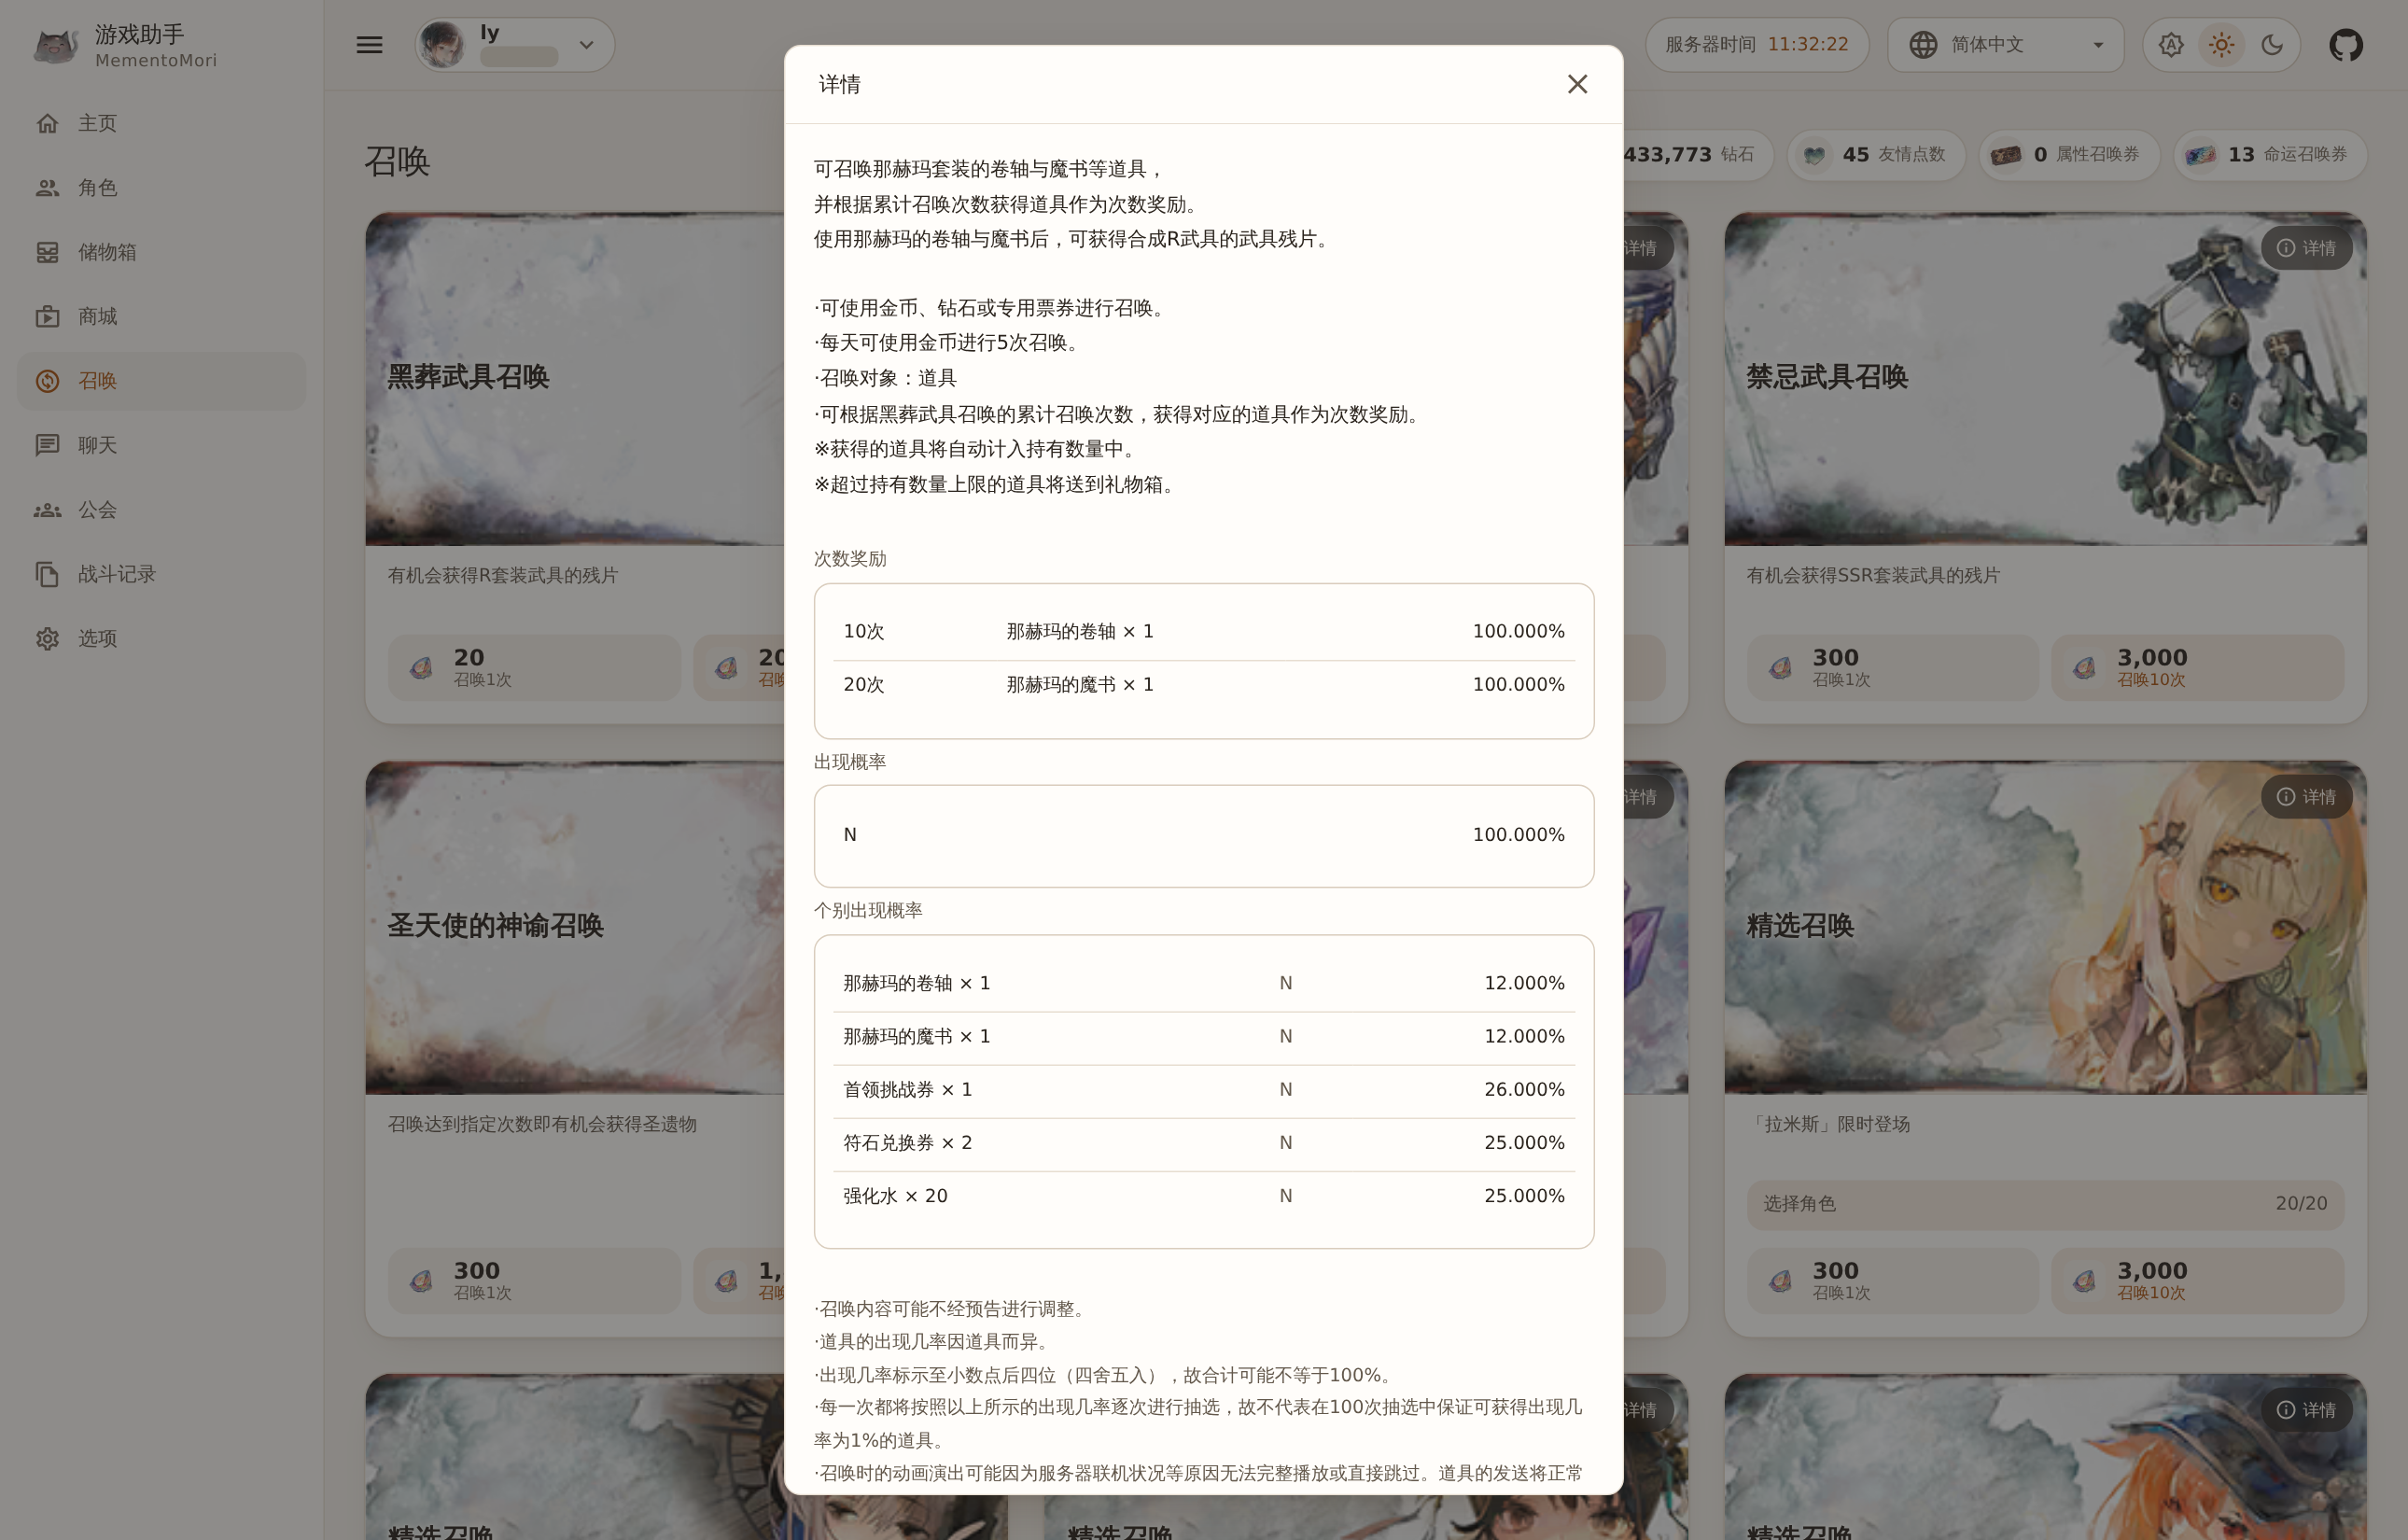 游戏助手
MementoMori
主页
角色
储物箱
商城
召唤
聊天
公会
战斗记录
选项
ly
服务器时间 11:32:22
简体中文
召唤
433,773 钻石
45 友情点数
0 属性召唤券
13 命运召唤券
黑葬武具召唤
有机会获得R套装武具的残片
20
召唤1次
详情
禁忌武具召唤
详情
有机会获得SSR套装武具的残片
300
召唤1次
3,000
召唤10次
圣天使的神谕召唤
召唤达到指定次数即有机会获得圣遗物
300
召唤1次
详情
精选召唤
详情
「拉米斯」限时登场
选择角色 20/20
300
召唤1次
3,000
召唤10次
详情
详情
精选召唤
精选召唤
精选召唤
详情
可召唤那赫玛套装的卷轴与魔书等道具，
并根据累计召唤次数获得道具作为次数奖励。
使用那赫玛的卷轴与魔书后，可获得合成R武具的武具残片。
·可使用金币、钻石或专用票券进行召唤。
·每天可使用金币进行5次召唤。
·召唤对象：道具
·可根据黑葬武具召唤的累计召唤次数，获得对应的道具作为次数奖励。
※获得的道具将自动计入持有数量中。
※超过持有数量上限的道具将送到礼物箱。
次数奖励
10次 那赫玛的卷轴 × 1 100.000%
20次 那赫玛的魔书 × 1 100.000%
出现概率
N 100.000%
个别出现概率
那赫玛的卷轴 × 1 N 12.000%
那赫玛的魔书 × 1 N 12.000%
首领挑战券 × 1 N 26.000%
符石兑换券 × 2 N 25.000%
强化水 × 20 N 25.000%
·召唤内容可能不经预告进行调整。
·道具的出现几率因道具而异。
·出现几率标示至小数点后四位（四舍五入），故合计可能不等于100%。
·每一次都将按照以上所示的出现几率逐次进行抽选，故不代表在100次抽选中保证可获得出现几
率为1%的道具。
·召唤时的动画演出可能因为服务器联机状况等原因无法完整播放或直接跳过。道具的发送将正常